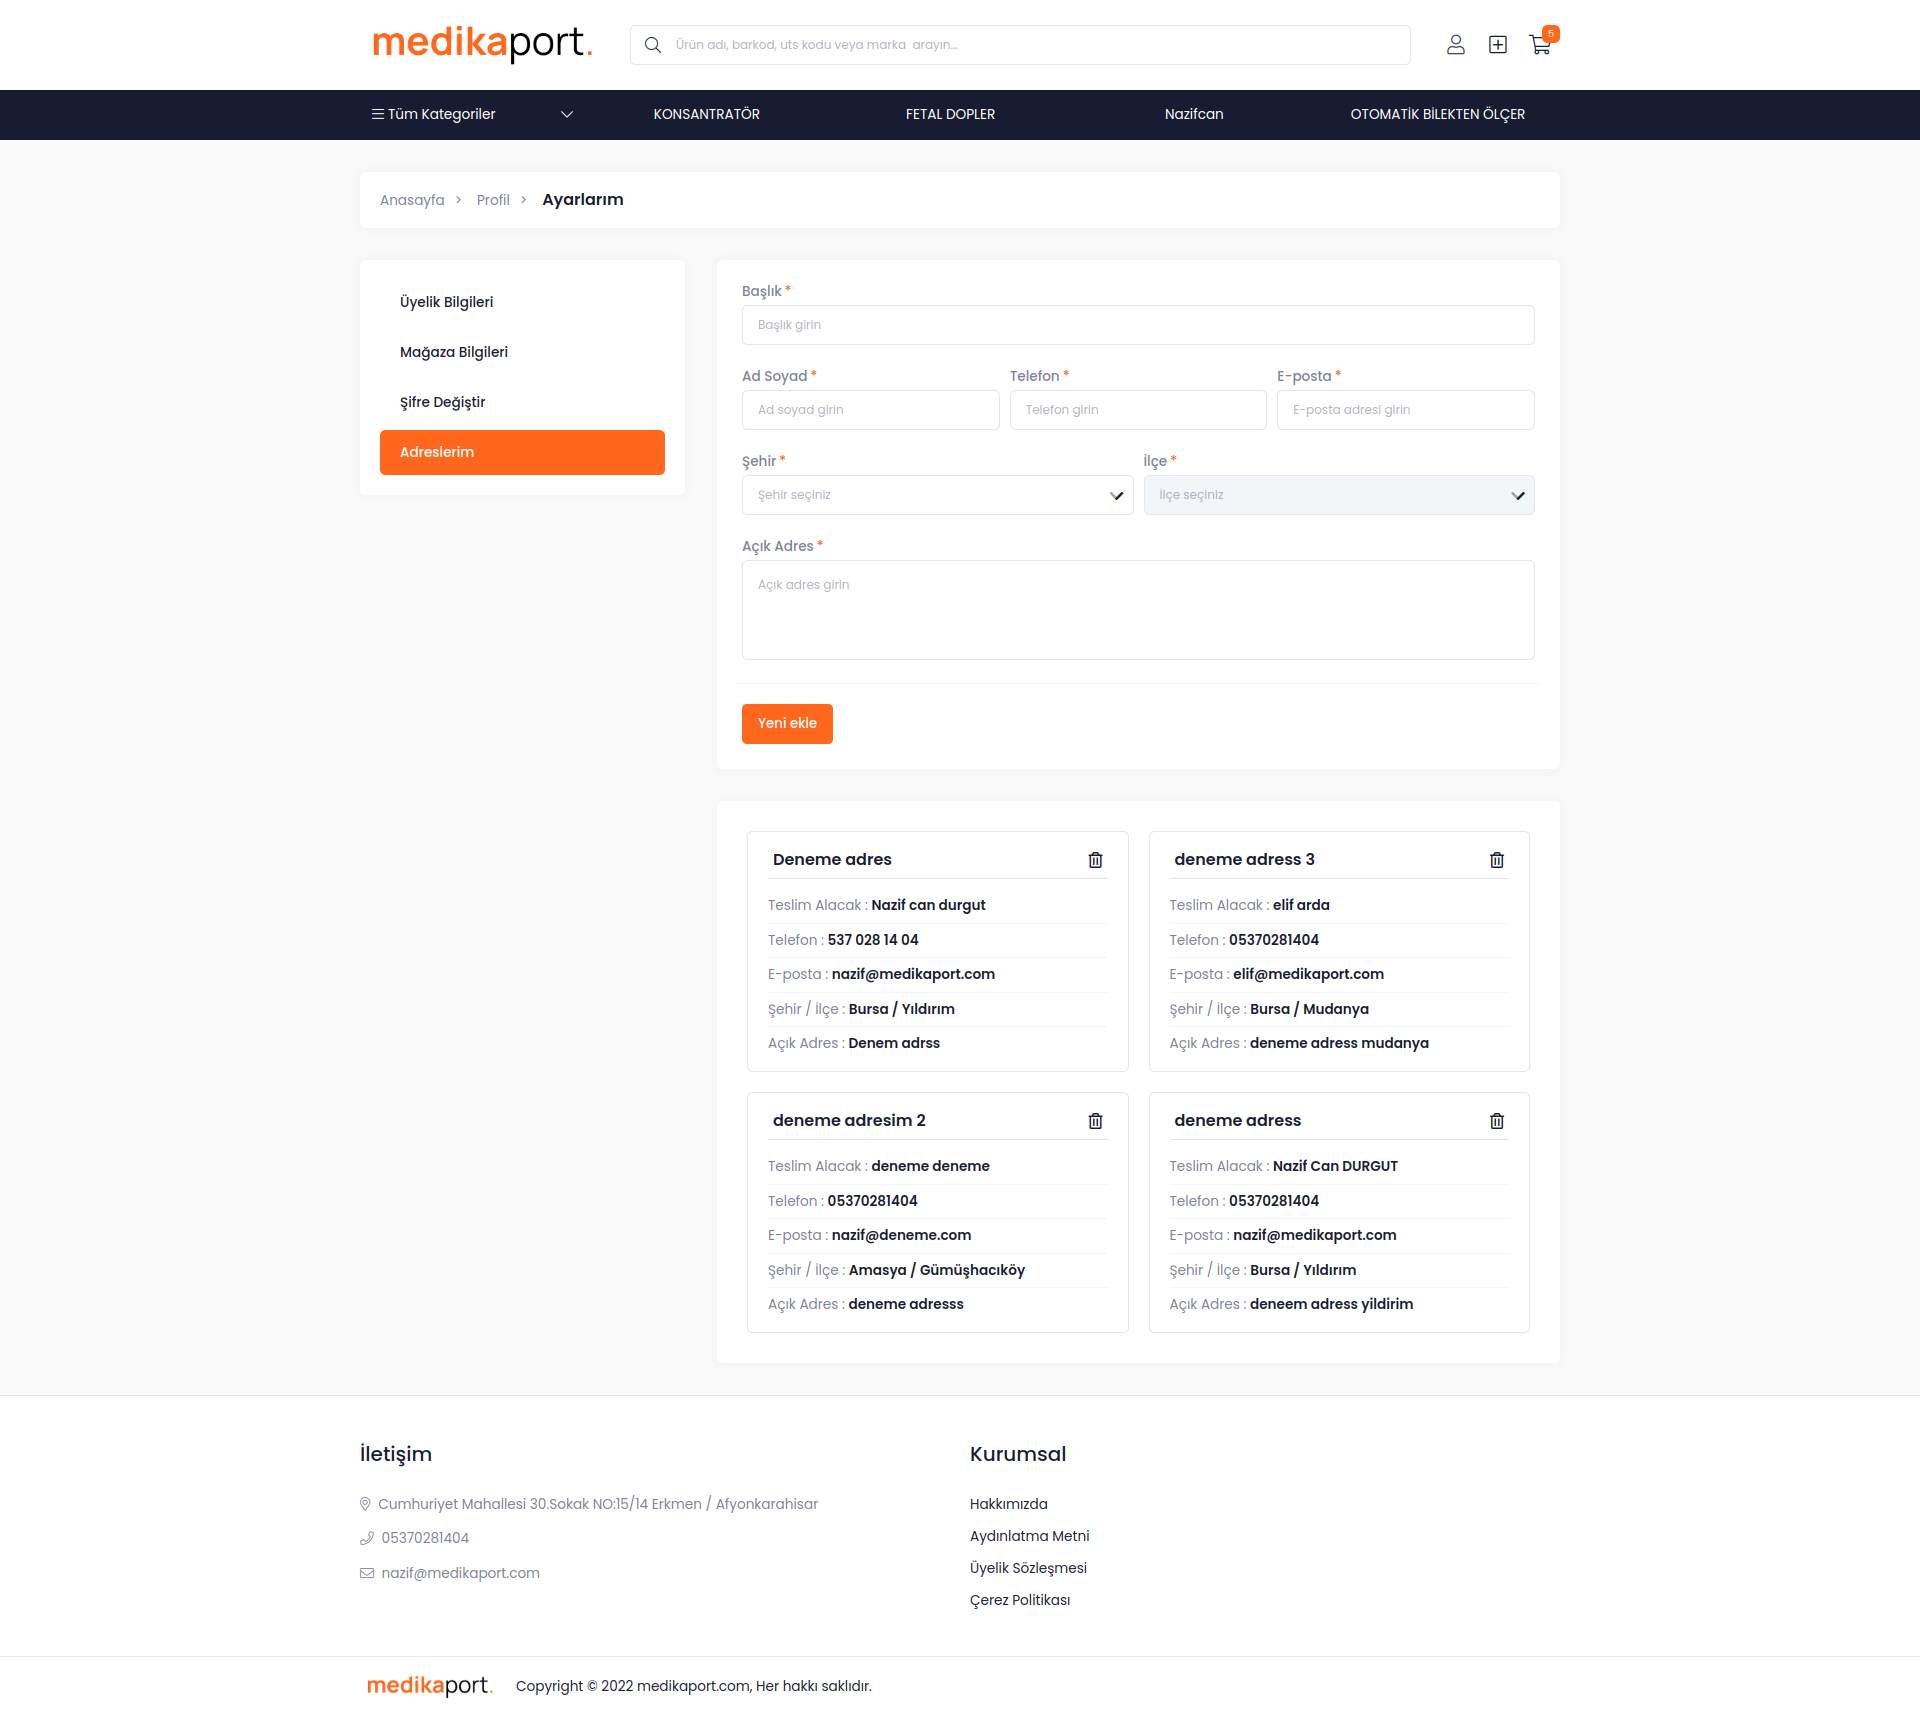 medikaport.
Ürün adı, barkod, uts kodu veya marka arayın...
5
Tüm Kategoriler
KONSANTRATÖR
FETAL DOPLER
Nazifcan
OTOMATİK BİLEKTEN ÖLÇER
Anasayfa > Profil > Ayarlarım
Üyelik Bilgileri
Mağaza Bilgileri
Şifre Değiştir
Adreslerim
Başlık *
Başlık girin
Ad Soyad *
Telefon *
E-posta *
Ad soyad girin
Telefon girin
E-posta adresi girin
Şehir *
İlçe *
Şehir seçiniz
İlçe seçiniz
Açık Adres *
Açık adres girin
Yeni ekle
Deneme adres
Teslim Alacak : Nazif can durgut
Telefon : 537 028 14 04
E-posta : nazif@medikaport.com
Şehir / İlçe : Bursa / Yıldırım
Açık Adres : Denem adrss
deneme adress 3
Teslim Alacak : elif arda
Telefon : 05370281404
E-posta : elif@medikaport.com
Şehir / İlçe : Bursa / Mudanya
Açık Adres : deneme adress mudanya
deneme adresim 2
Teslim Alacak : deneme deneme
Telefon : 05370281404
E-posta : nazif@deneme.com
Şehir / İlçe : Amasya / Gümüşhacıköy
Açık Adres : deneme adresss
deneme adress
Teslim Alacak : Nazif Can DURGUT
Telefon : 05370281404
E-posta : nazif@medikaport.com
Şehir / İlçe : Bursa / Yıldırım
Açık Adres : deneem adress yildirim
İletişim
Cumhuriyet Mahallesi 30.Sokak NO:15/14 Erkmen / Afyonkarahisar
05370281404
nazif@medikaport.com
Kurumsal
Hakkımızda
Aydınlatma Metni
Üyelik Sözleşmesi
Çerez Politikası
medikaport.
Copyright © 2022 medikaport.com, Her hakkı saklıdır.